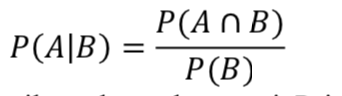 P(A|B) = P(A ∩ B) / P(B)